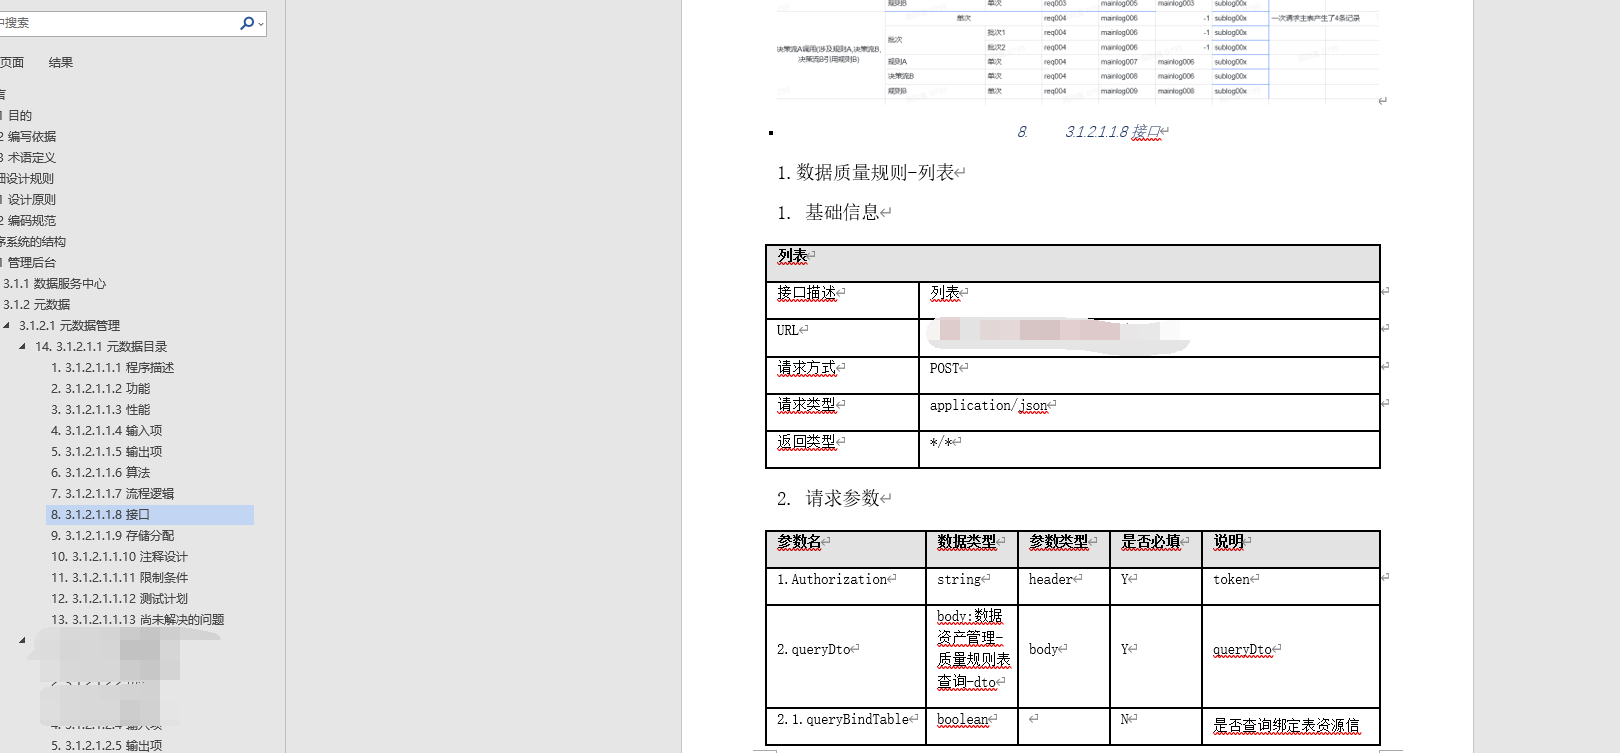 中搜索
页面 结果
言
1 目的
2 编写依据
3 术语定义
细设计规则
1 设计原则
2 编码规范
序系统的结构
1 管理后台
3.1.1 数据服务中心
3.1.2 元数据
3.1.2.1 元数据管理
14. 3.1.2.1.1 元数据目录
1. 3.1.2.1.1.1 程序描述
2. 3.1.2.1.1.2 功能
3. 3.1.2.1.1.3 性能
4. 3.1.2.1.1.4 输入项
5. 3.1.2.1.1.5 输出项
6. 3.1.2.1.1.6 算法
7. 3.1.2.1.1.7 流程逻辑
8. 3.1.2.1.1.8 接口
9. 3.1.2.1.1.9 存储分配
10. 3.1.2.1.1.10 注释设计
11. 3.1.2.1.1.11 限制条件
12. 3.1.2.1.1.12 测试计划
13. 3.1.2.1.1.13 尚未解决的问题
4. 3.1.2.1.2.4 输入项
5. 3.1.2.1.2.5 输出项
规则B 单次 req003 mainlog005 mainlog003 sublog00x
单次 req004 mainlog006 -1 sublog00x 一次请求主表产生了4条记录
批次 批次1 req004 mainlog006 -1 sublog00x
批次2 req004 mainlog006 -1 sublog00x
决策流A调用(涉及规则A,决策流B,
决策流B引用规则B)
规则A 单次 req004 mainlog007 mainlog006 sublog00x
决策流B 单次 req004 mainlog008 mainlog006 sublog00x
规则B 单次 req004 mainlog009 mainlog008 sublog00x
8. 3.1.2.1.1.8 接口
1.数据质量规则-列表
1. 基础信息
列表
接口描述 列表
URL
请求方式 POST
请求类型 application/json
返回类型 */*
2. 请求参数
参数名 数据类型 参数类型 是否必填 说明
1.Authorization string header Y token
2.queryDto body:数据资产管理-质量规则表查询-dto body Y queryDto
2.1.queryBindTable boolean N 是否查询绑定表资源信